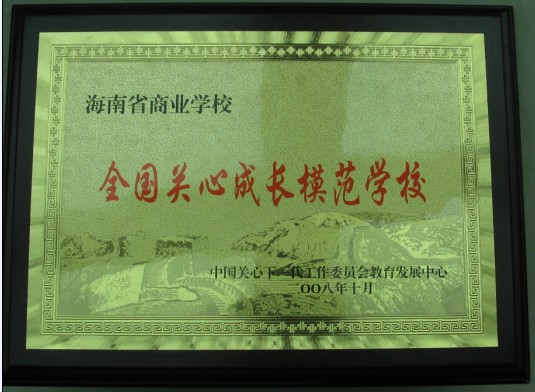 海南省商业学校
全国关心成长模范学校
中国关心下一代工作委员会教育发展中心
二〇〇八年十月